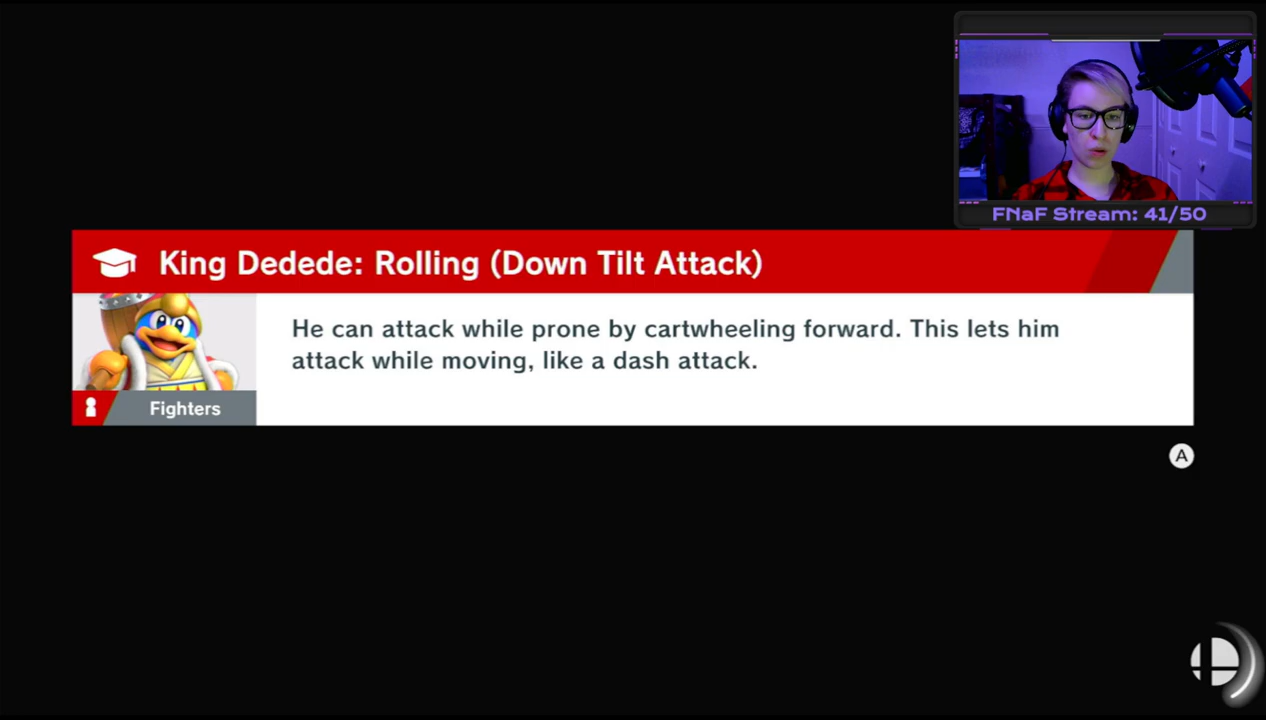 FNaF Stream: 41/50
King Dedede: Rolling (Down Tilt Attack)
He can attack while prone by cartwheeling forward. This lets him
attack while moving, like a dash attack.
Fighters
A